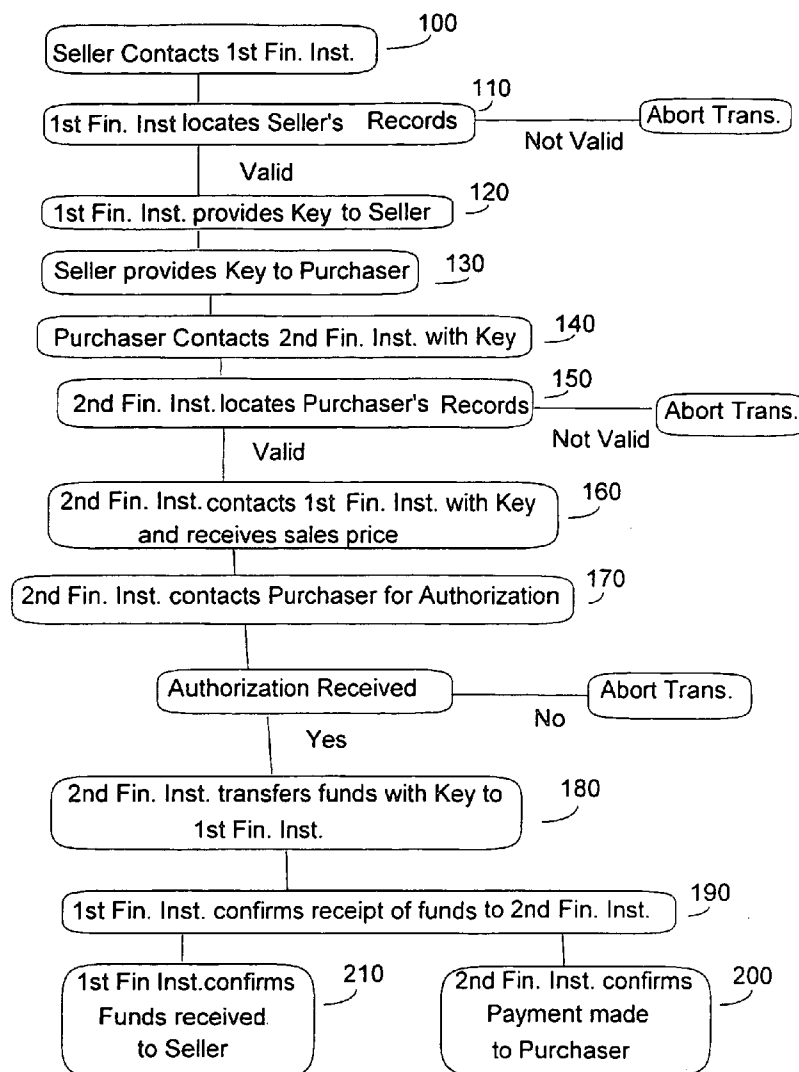 100
Seller Contacts 1st Fin. Inst.
110
1st Fin. Inst locates Seller's Records
Abort Trans.
Not Valid
Valid
120
1st Fin. Inst. provides Key to Seller
130
Seller provides Key to Purchaser
140
Purchaser Contacts 2nd Fin. Inst. with Key
150
2nd Fin. Inst. locates Purchaser's Records
Abort Trans.
Not Valid
Valid
2nd Fin. Inst. contacts 1st Fin. Inst. with Key
and receives sales price
160
170
2nd Fin. Inst. contacts Purchaser for Authorization
Authorization Received
Abort Trans.
No
Yes
2nd Fin. Inst. transfers funds with Key to
1st Fin. Inst.
180
190
1st Fin. Inst. confirms receipt of funds to 2nd Fin. Inst.
1st Fin Inst.confirms
Funds received
to Seller
210
2nd Fin. Inst. confirms
Payment made
to Purchaser
200